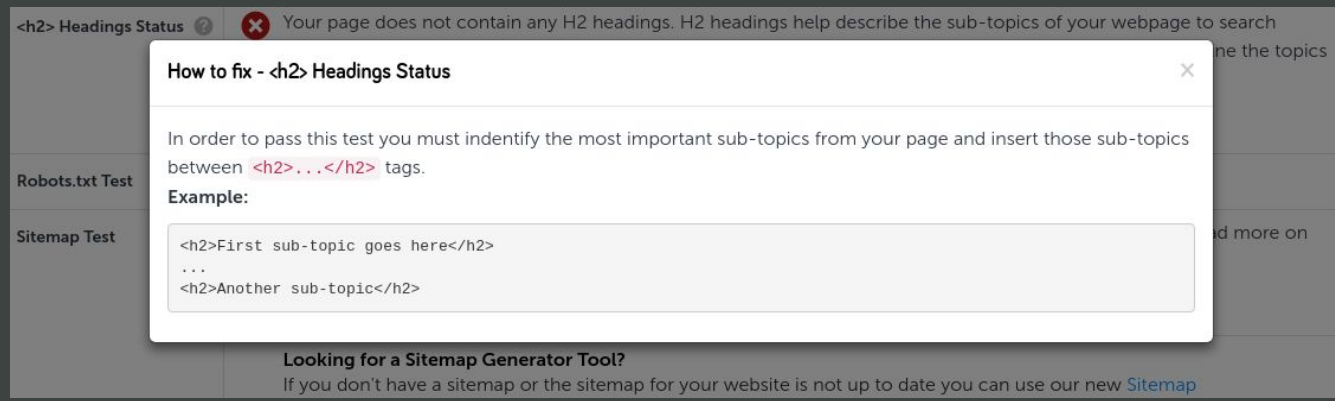 <h2> Headings Status ?
Your page does not contain any H2 headings. H2 headings help describe the sub-topics of your webpage to search
ne the topics
How to fix - <h2> Headings Status ×
In order to pass this test you must indentify the most important sub-topics from your page and insert those sub-topics
between <h2>...</h2> tags.
Example:
<h2>First sub-topic goes here</h2>
...
<h2>Another sub-topic</h2>
Robots.txt Test
Sitemap Test
ad more on
Looking for a Sitemap Generator Tool?
If you don't have a sitemap or the sitemap for your website is not up to date you can use our new Sitemap